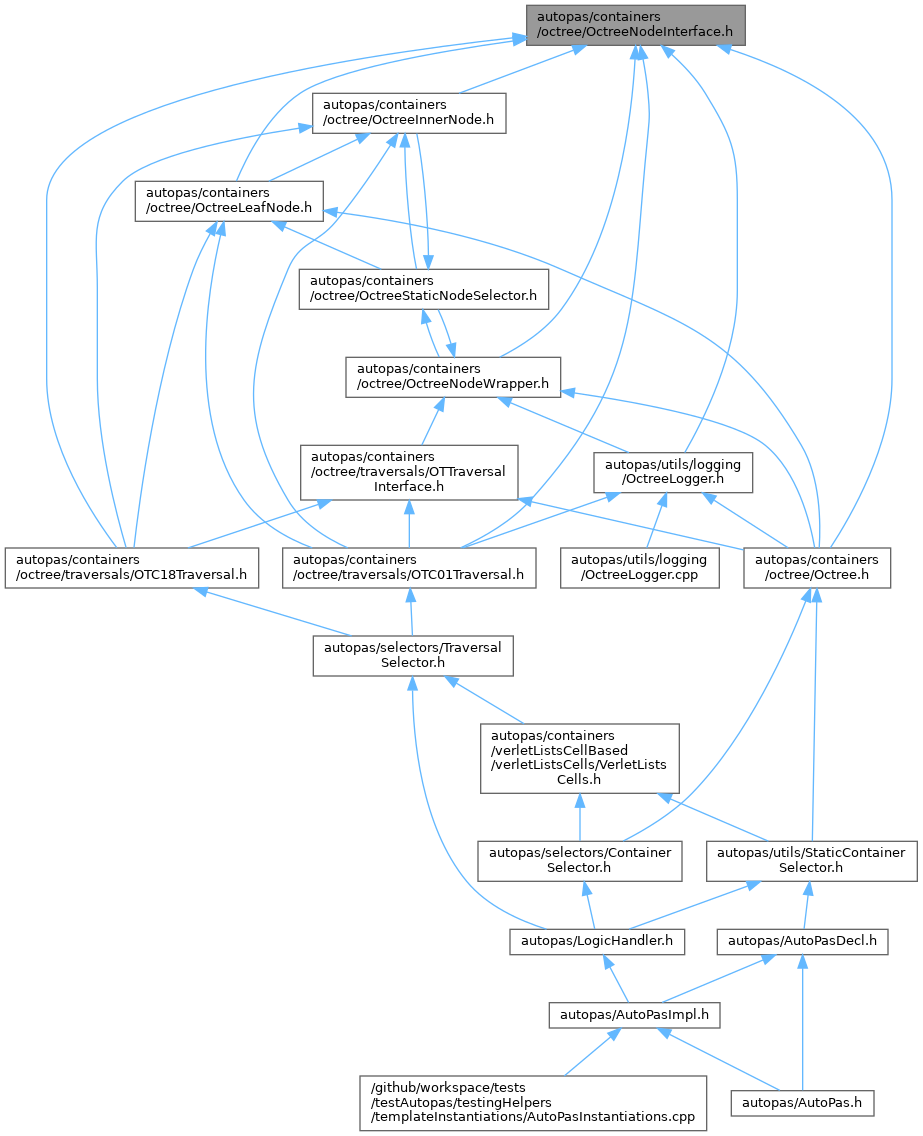 autopas/containers
/octree/OctreeNodeInterface.h
autopas/containers
/octree/OctreeInnerNode.h
autopas/containers
/octree/OctreeLeafNode.h
autopas/containers
/octree/OctreeStaticNodeSelector.h
autopas/containers
/octree/OctreeNodeWrapper.h
autopas/containers
/octree/traversals/OTTraversal
Interface.h
autopas/utils/logging
/OctreeLogger.h
autopas/containers
/octree/traversals/OTC18Traversal.h
autopas/containers
/octree/traversals/OTC01Traversal.h
autopas/utils/logging
/OctreeLogger.cpp
autopas/containers
/octree/Octree.h
autopas/selectors/Traversal
Selector.h
autopas/containers
/verletListsCellBased
/verletListsCells/VerletLists
Cells.h
autopas/selectors/Container
Selector.h
autopas/utils/StaticContainer
Selector.h
autopas/LogicHandler.h
autopas/AutoPasDecl.h
autopas/AutoPasImpl.h
/github/workspace/tests
/testAutopas/testingHelpers
/templateInstantiations/AutoPasInstantiations.cpp
autopas/AutoPas.h